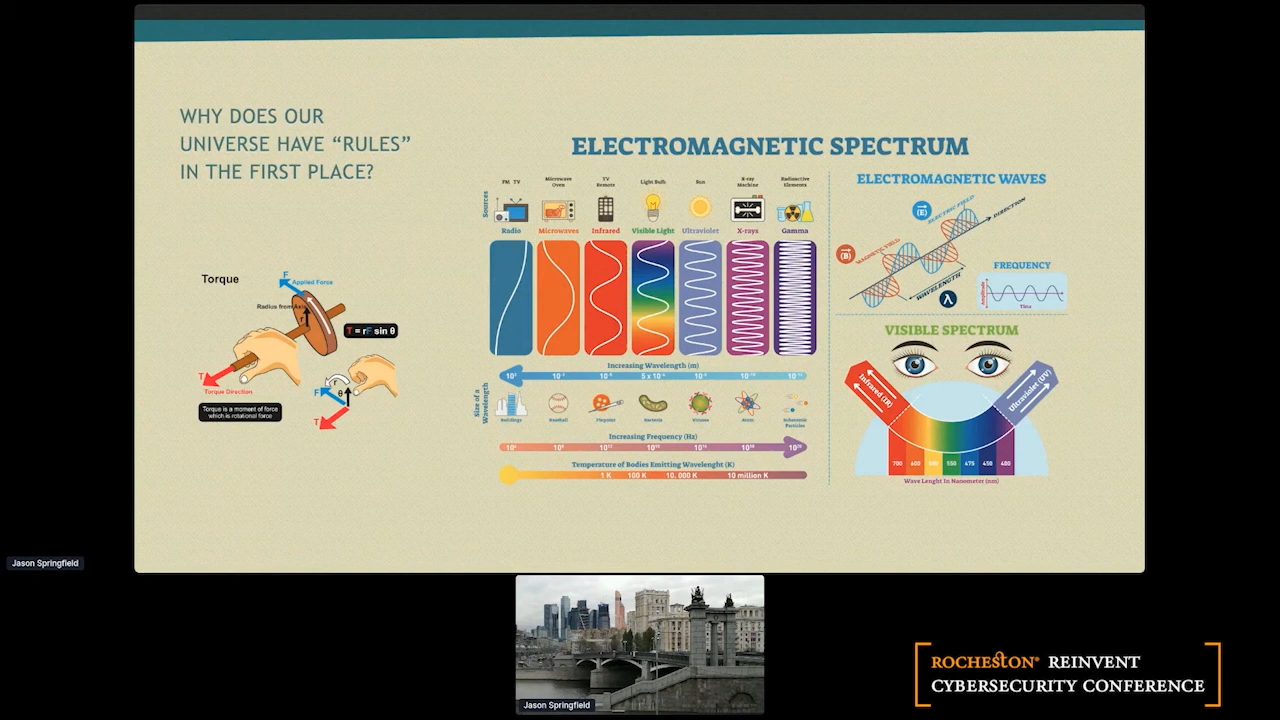 WHY DOES OUR
UNIVERSE HAVE “RULES”
IN THE FIRST PLACE?
Torque
F
Applied Force
Radius from Axis
r
T = rF sin θ
T
Torque Direction
Torque is a moment of force
which is rotational force
F
r
θ
T
ELECTROMAGNETIC SPECTRUM
Sources
FM TV
Microwave
Oven
TV
Remote
Light Bulb
Sun
X-ray
Machine
Radioactive
Elements
Radio
Microwaves
Infrared
Visible Light
Ultraviolet
X-rays
Gamma
Increasing Wavelength (m)
Size of a
Wavelength
Buildings
Baseball
Pinpoint
Bacteria
Viruses
Atom
Subatomic
Particles
Increasing Frequency (Hz)
Temperature of Bodies Emitting Wavelenght (K)
1 K 100 K 10. 000 K 10 million K
ELECTROMAGNETIC WAVES
(E)
ELECTRIC FIELD
DIRECTION
(B)
MAGNETIC FIELD
WAVELENGTH
λ
FREQUENCY
Amplitude
Time
VISIBLE SPECTRUM
Infrared (IR)
Ultraviolet (UV)
700 600 580 550 475 450 400
Wave Lenght In Nanometer (nm)
Jason Springfield
Jason Springfield
ROCHESTON® REINVENT
CYBERSECURITY CONFERENCE